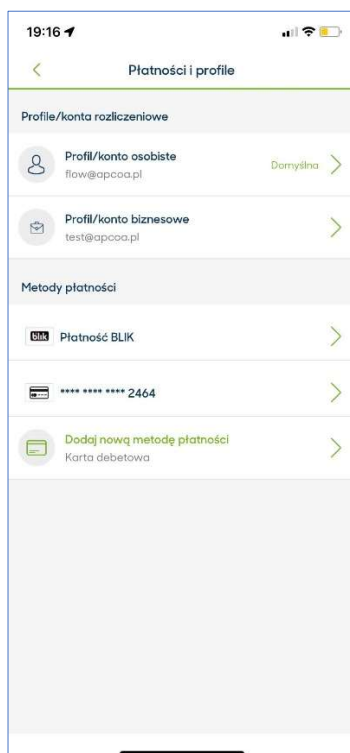 19:16
Płatności i profile
Profile/konta rozliczeniowe
Profil/konto osobiste
flow@apcoa.pl
Domyślna
Profil/konto biznesowe
test@apcoa.pl
Metody płatności
blik Płatność BLIK
**** **** **** 2464
Dodaj nową metodę płatności
Karta debetowa